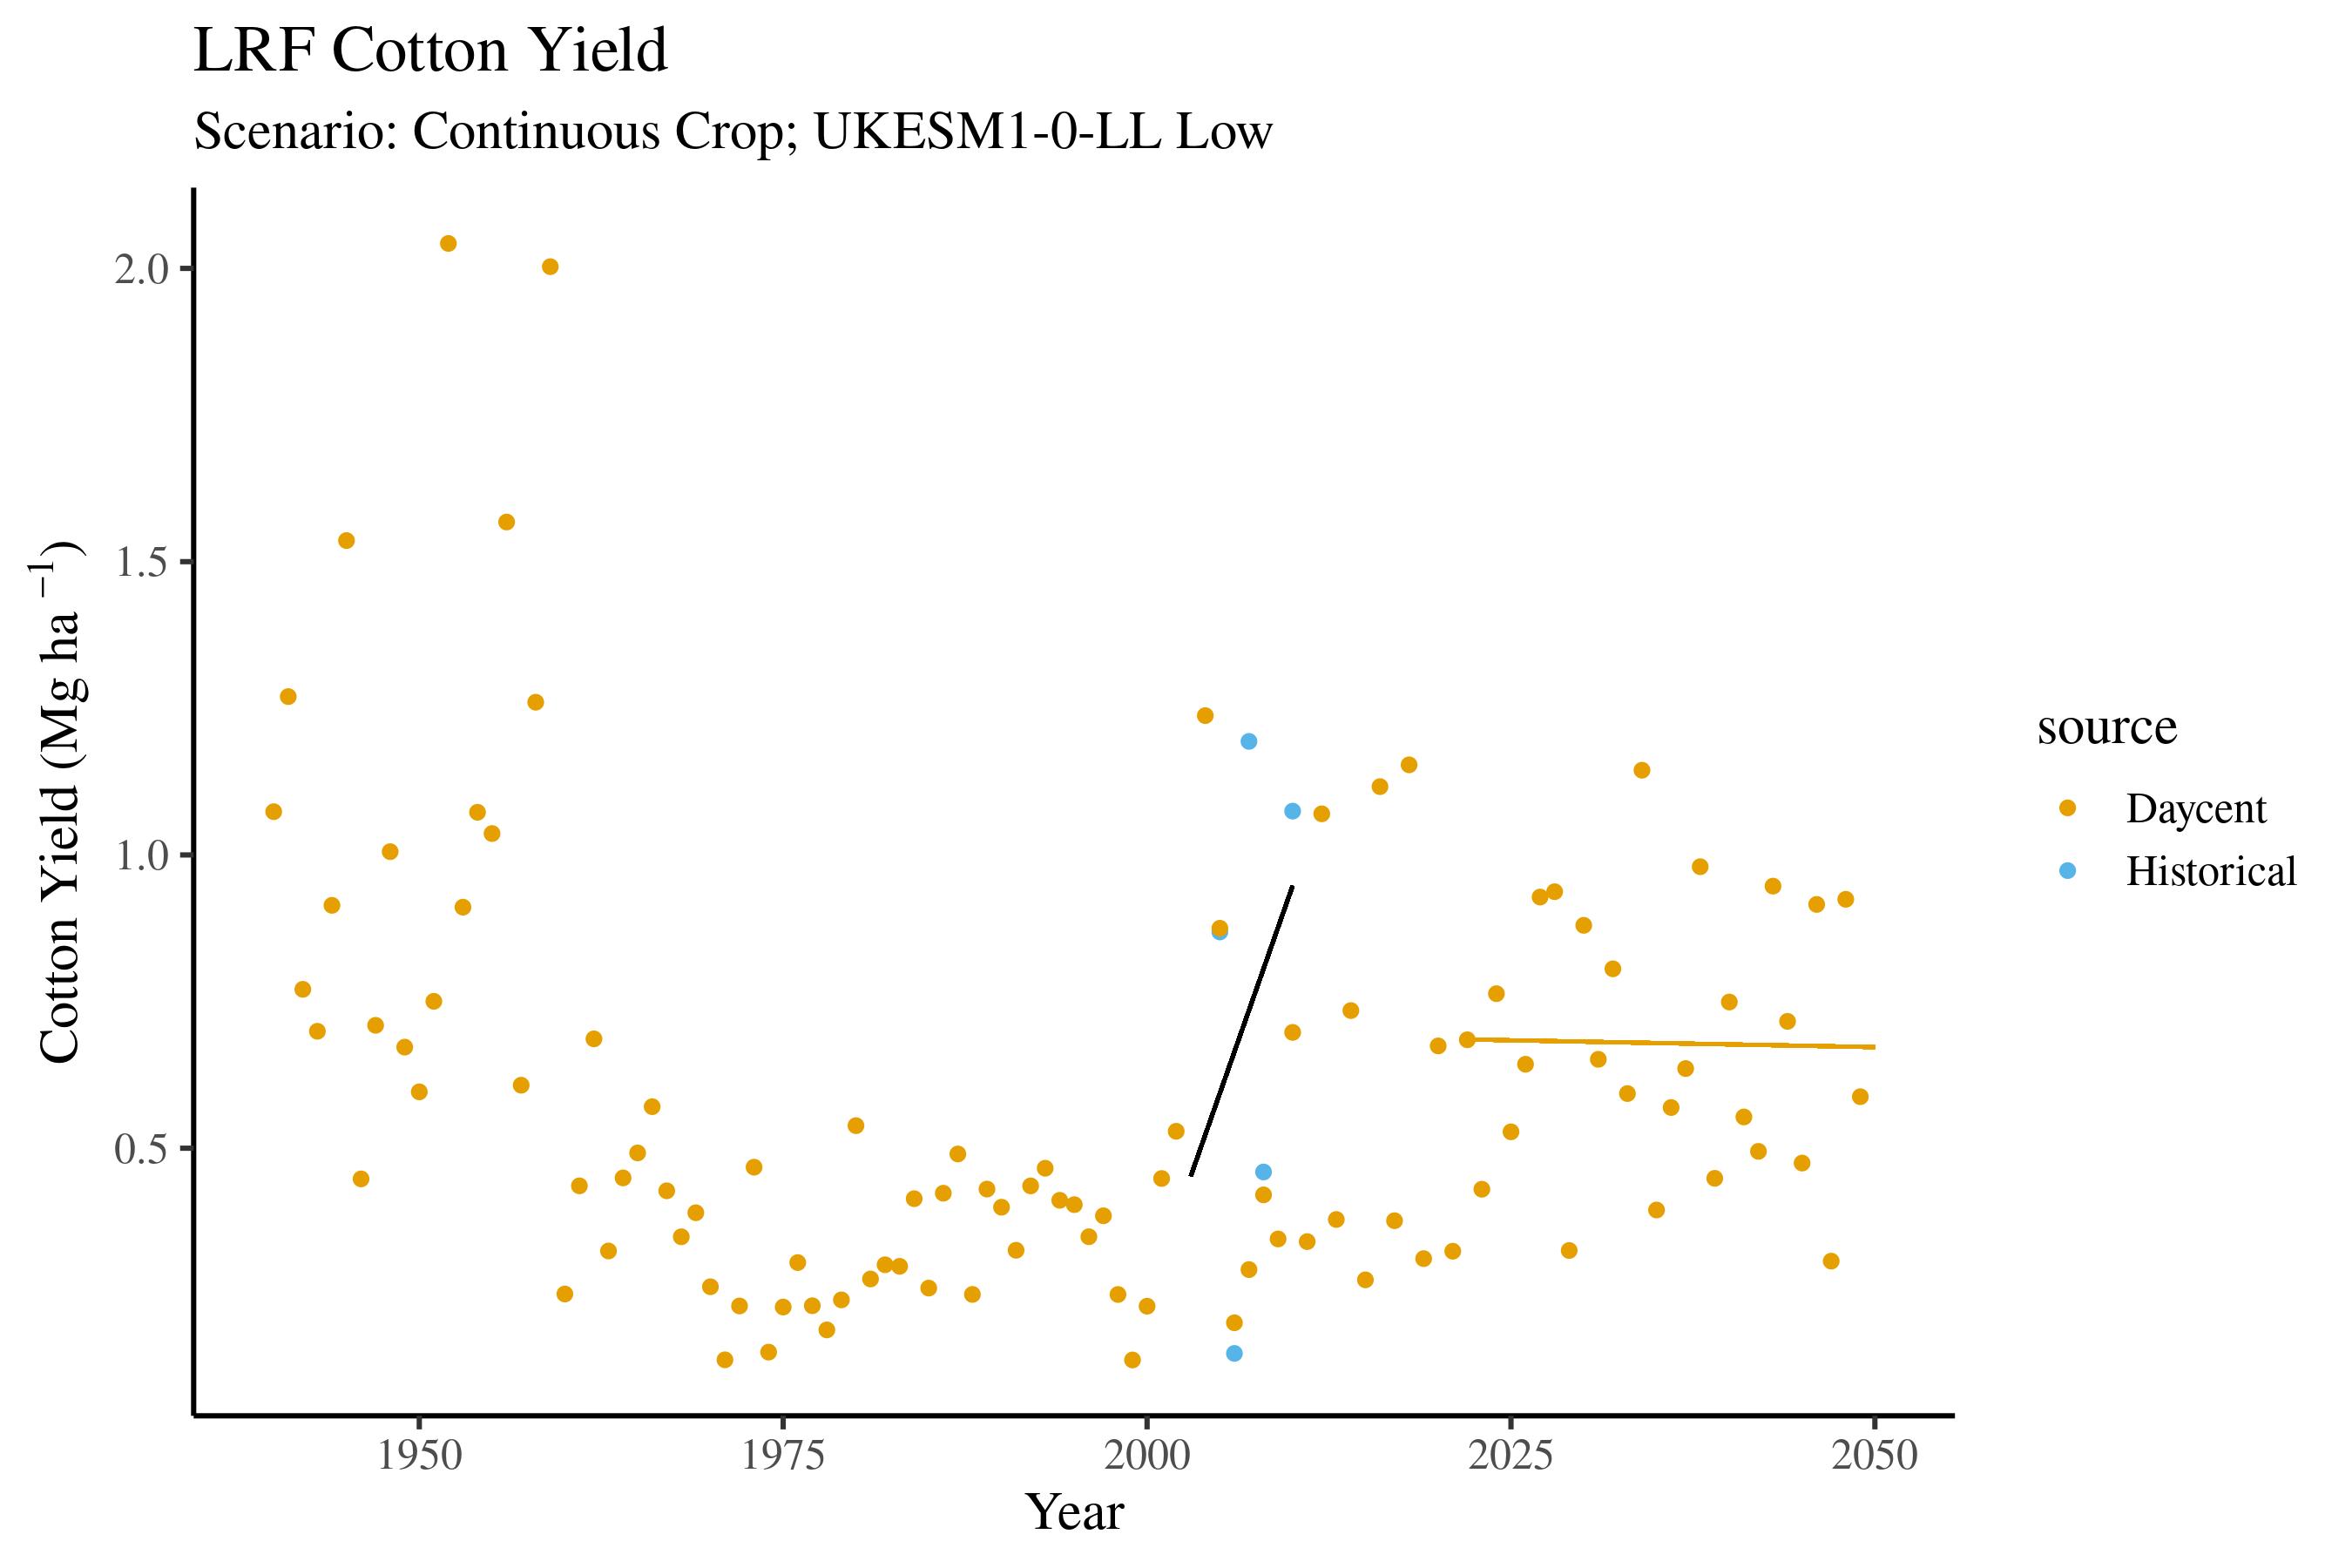 LRF Cotton Yield
Scenario: Continuous Crop; UKESM1-0-LL Low
Cotton Yield (Mg ha −1)
2.0
1.5
1.0
0.5
1950 1975 2000 2025 2050
Year
source
Daycent
Historical